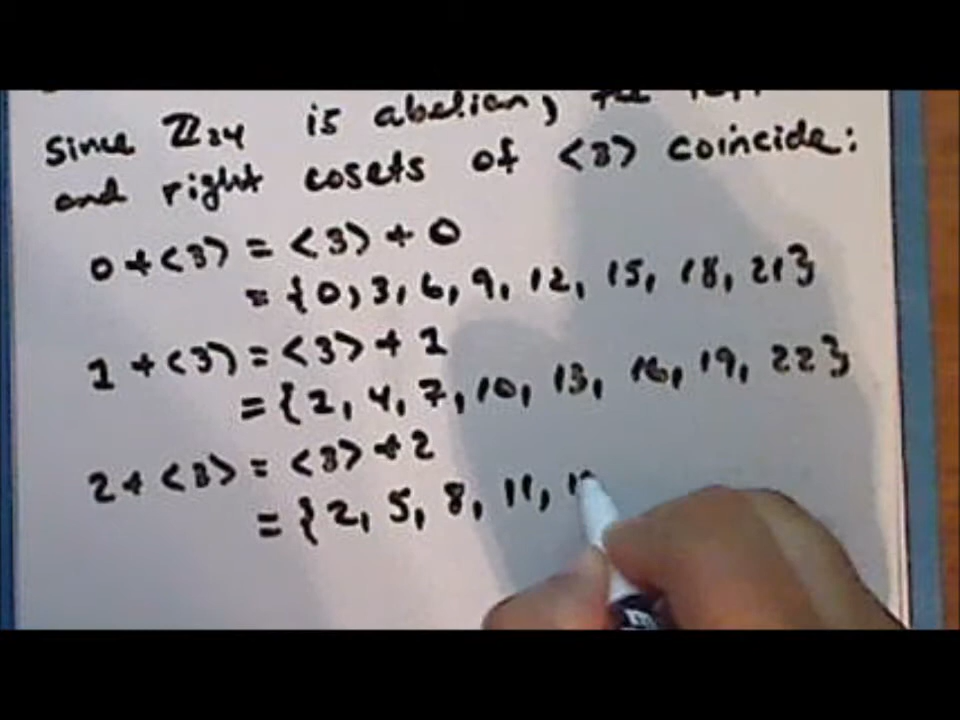 since ℤ₂₄ is abelian, the left
and right cosets of <3> coincide:
0+<3> = <3>+0
= {0, 3, 6, 9, 12, 15, 18, 21}
1+<3> = <3>+1
= {1, 4, 7, 10, 13, 16, 19, 22}
2+<3> = <3>+2
= {2, 5, 8, 11,